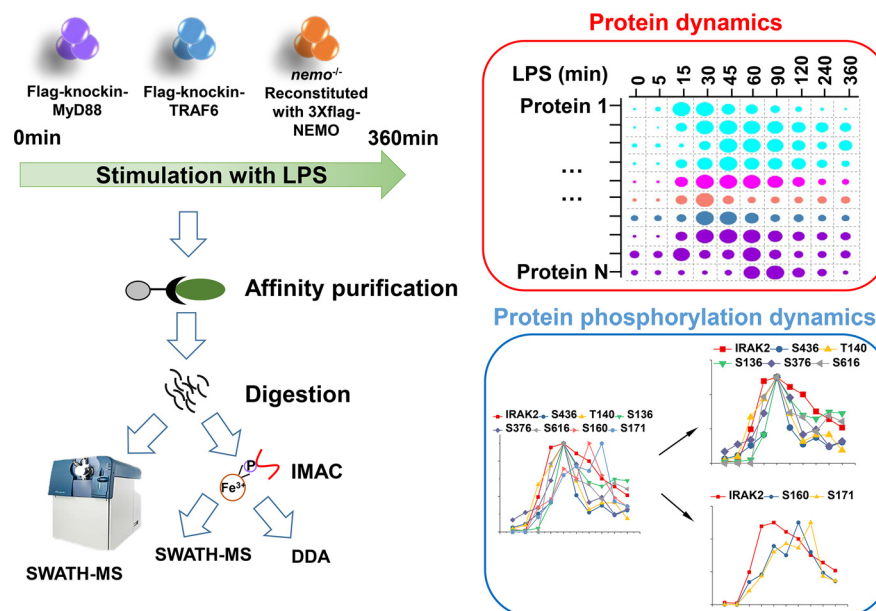 Flag-knockin-
MyD88
Flag-knockin-
TRAF6
nemo-/-
Reconstituted
with 3Xflag-
NEMO
0min
360min
Stimulation with LPS
Affinity purification
Digestion
P
Fe3+
IMAC
SWATH-MS
SWATH-MS
DDA
Protein dynamics
LPS (min)
0 5 15 30 45 60 90 120 240 360
Protein 1
...
...
Protein N
Protein phosphorylation dynamics
IRAK2 S436 T140 S136
S376 S616 S160 S171
IRAK2 S436 T140
S136 S376 S616
IRAK2 S160 S171